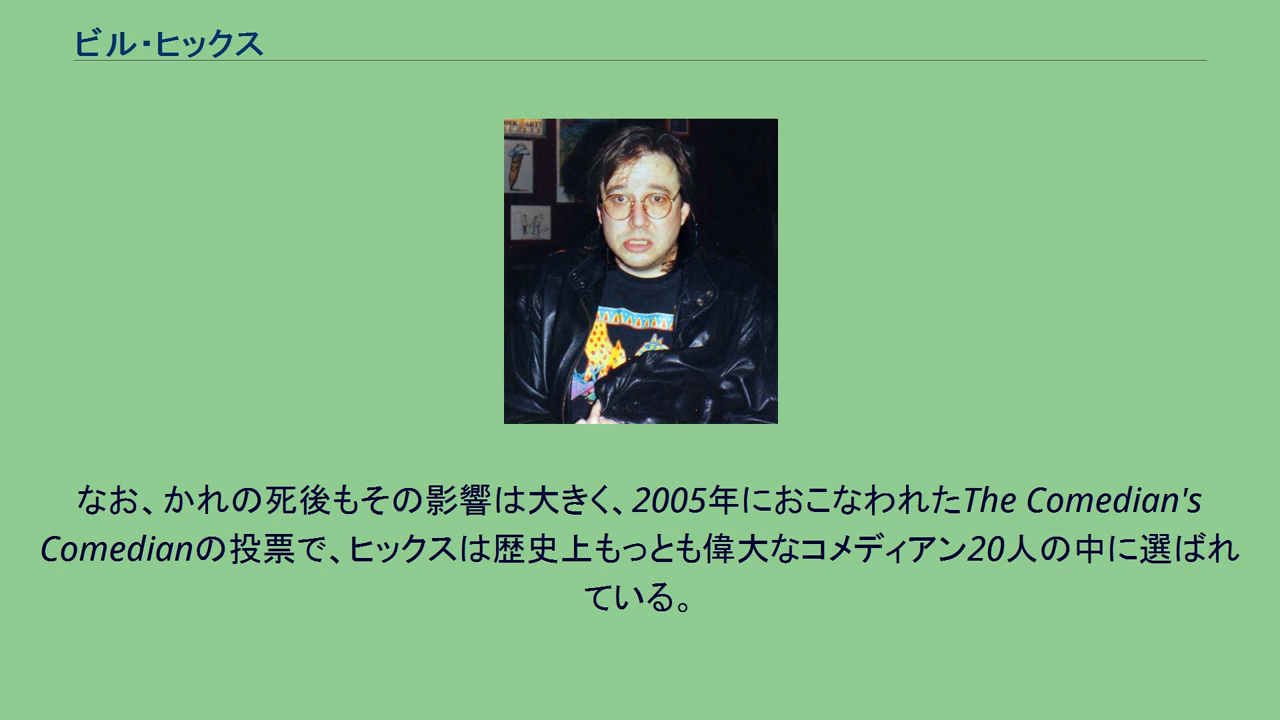 ビル・ヒックス
なお、かれの死後もその影響は大きく、2005年におこなわれたThe Comedian's
Comedianの投票で、ヒックスは歴史上もっとも偉大なコメディアン20人の中に選ばれ
ている。